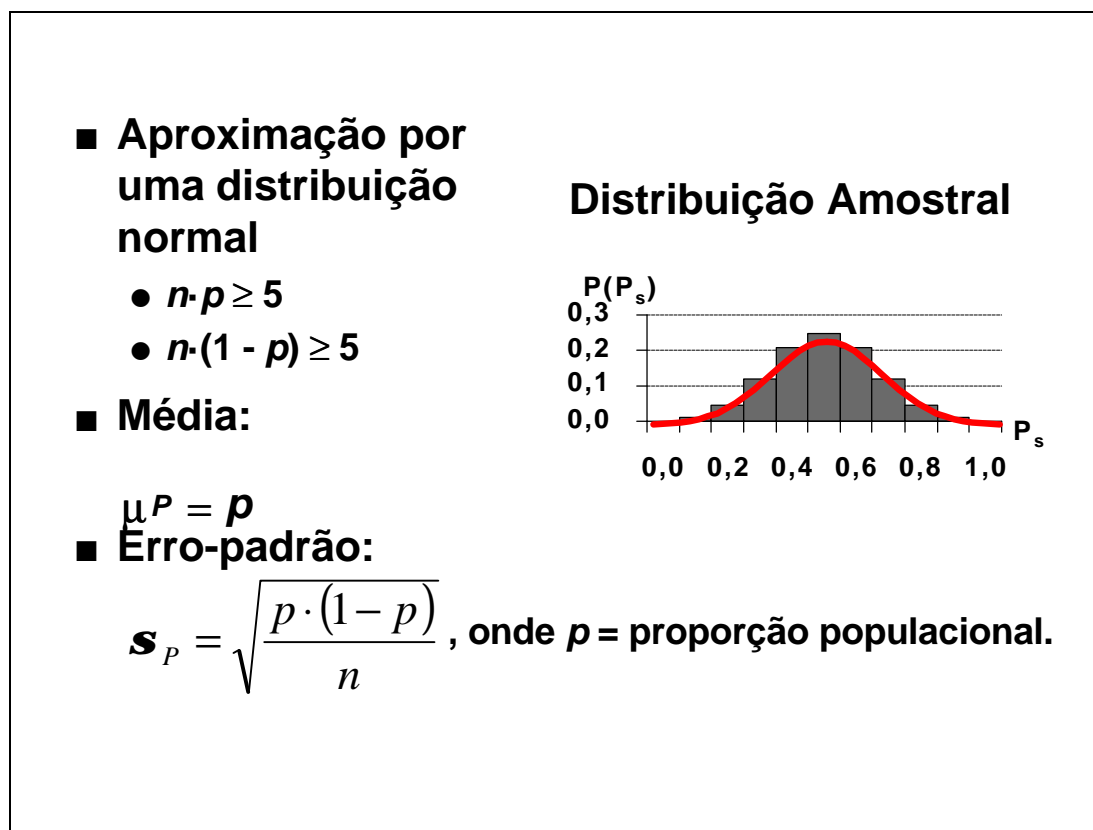 ■ Aproximação por
uma distribuição
normal
● n·p ≥ 5
● n·(1 - p) ≥ 5
■ Média:
μP = p
■ Erro-padrão:
sP = √(p·(1 − p)/n) , onde p = proporção populacional.
Distribuição Amostral
P(Ps)
0,3
0,2
0,1
0,0
Ps
0,0 0,2 0,4 0,6 0,8 1,0